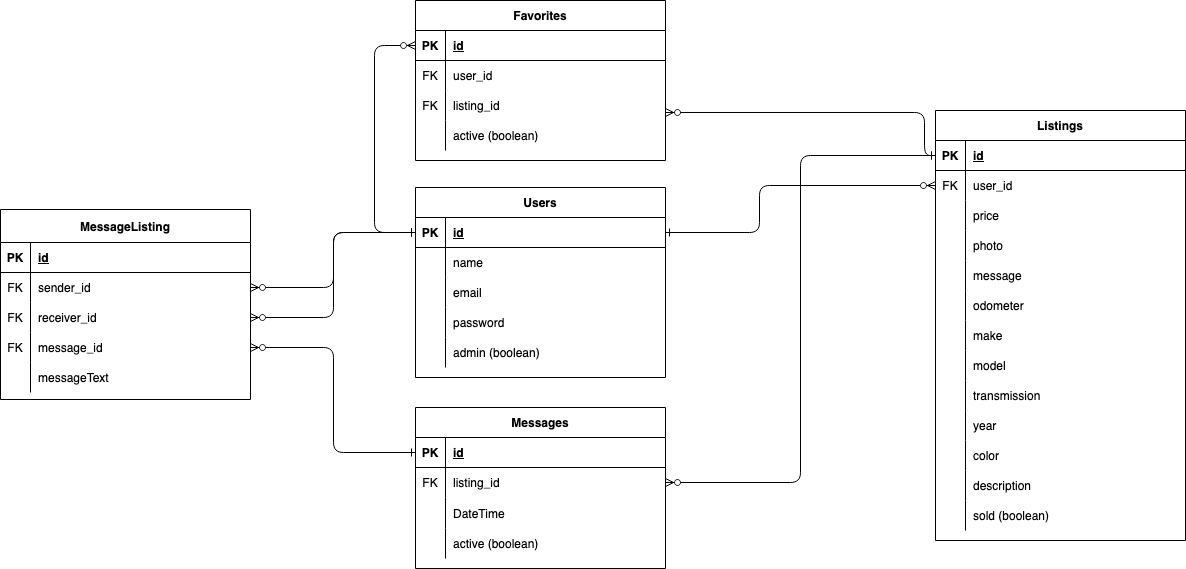 Favorites
PK id
FK user_id
FK listing_id
active (boolean)
Users
PK id
name
email
password
admin (boolean)
MessageListing
PK id
FK sender_id
FK receiver_id
FK message_id
messageText
Messages
PK id
FK listing_id
DateTime
active (boolean)
Listings
PK id
FK user_id
price
photo
message
odometer
make
model
transmission
year
color
description
sold (boolean)